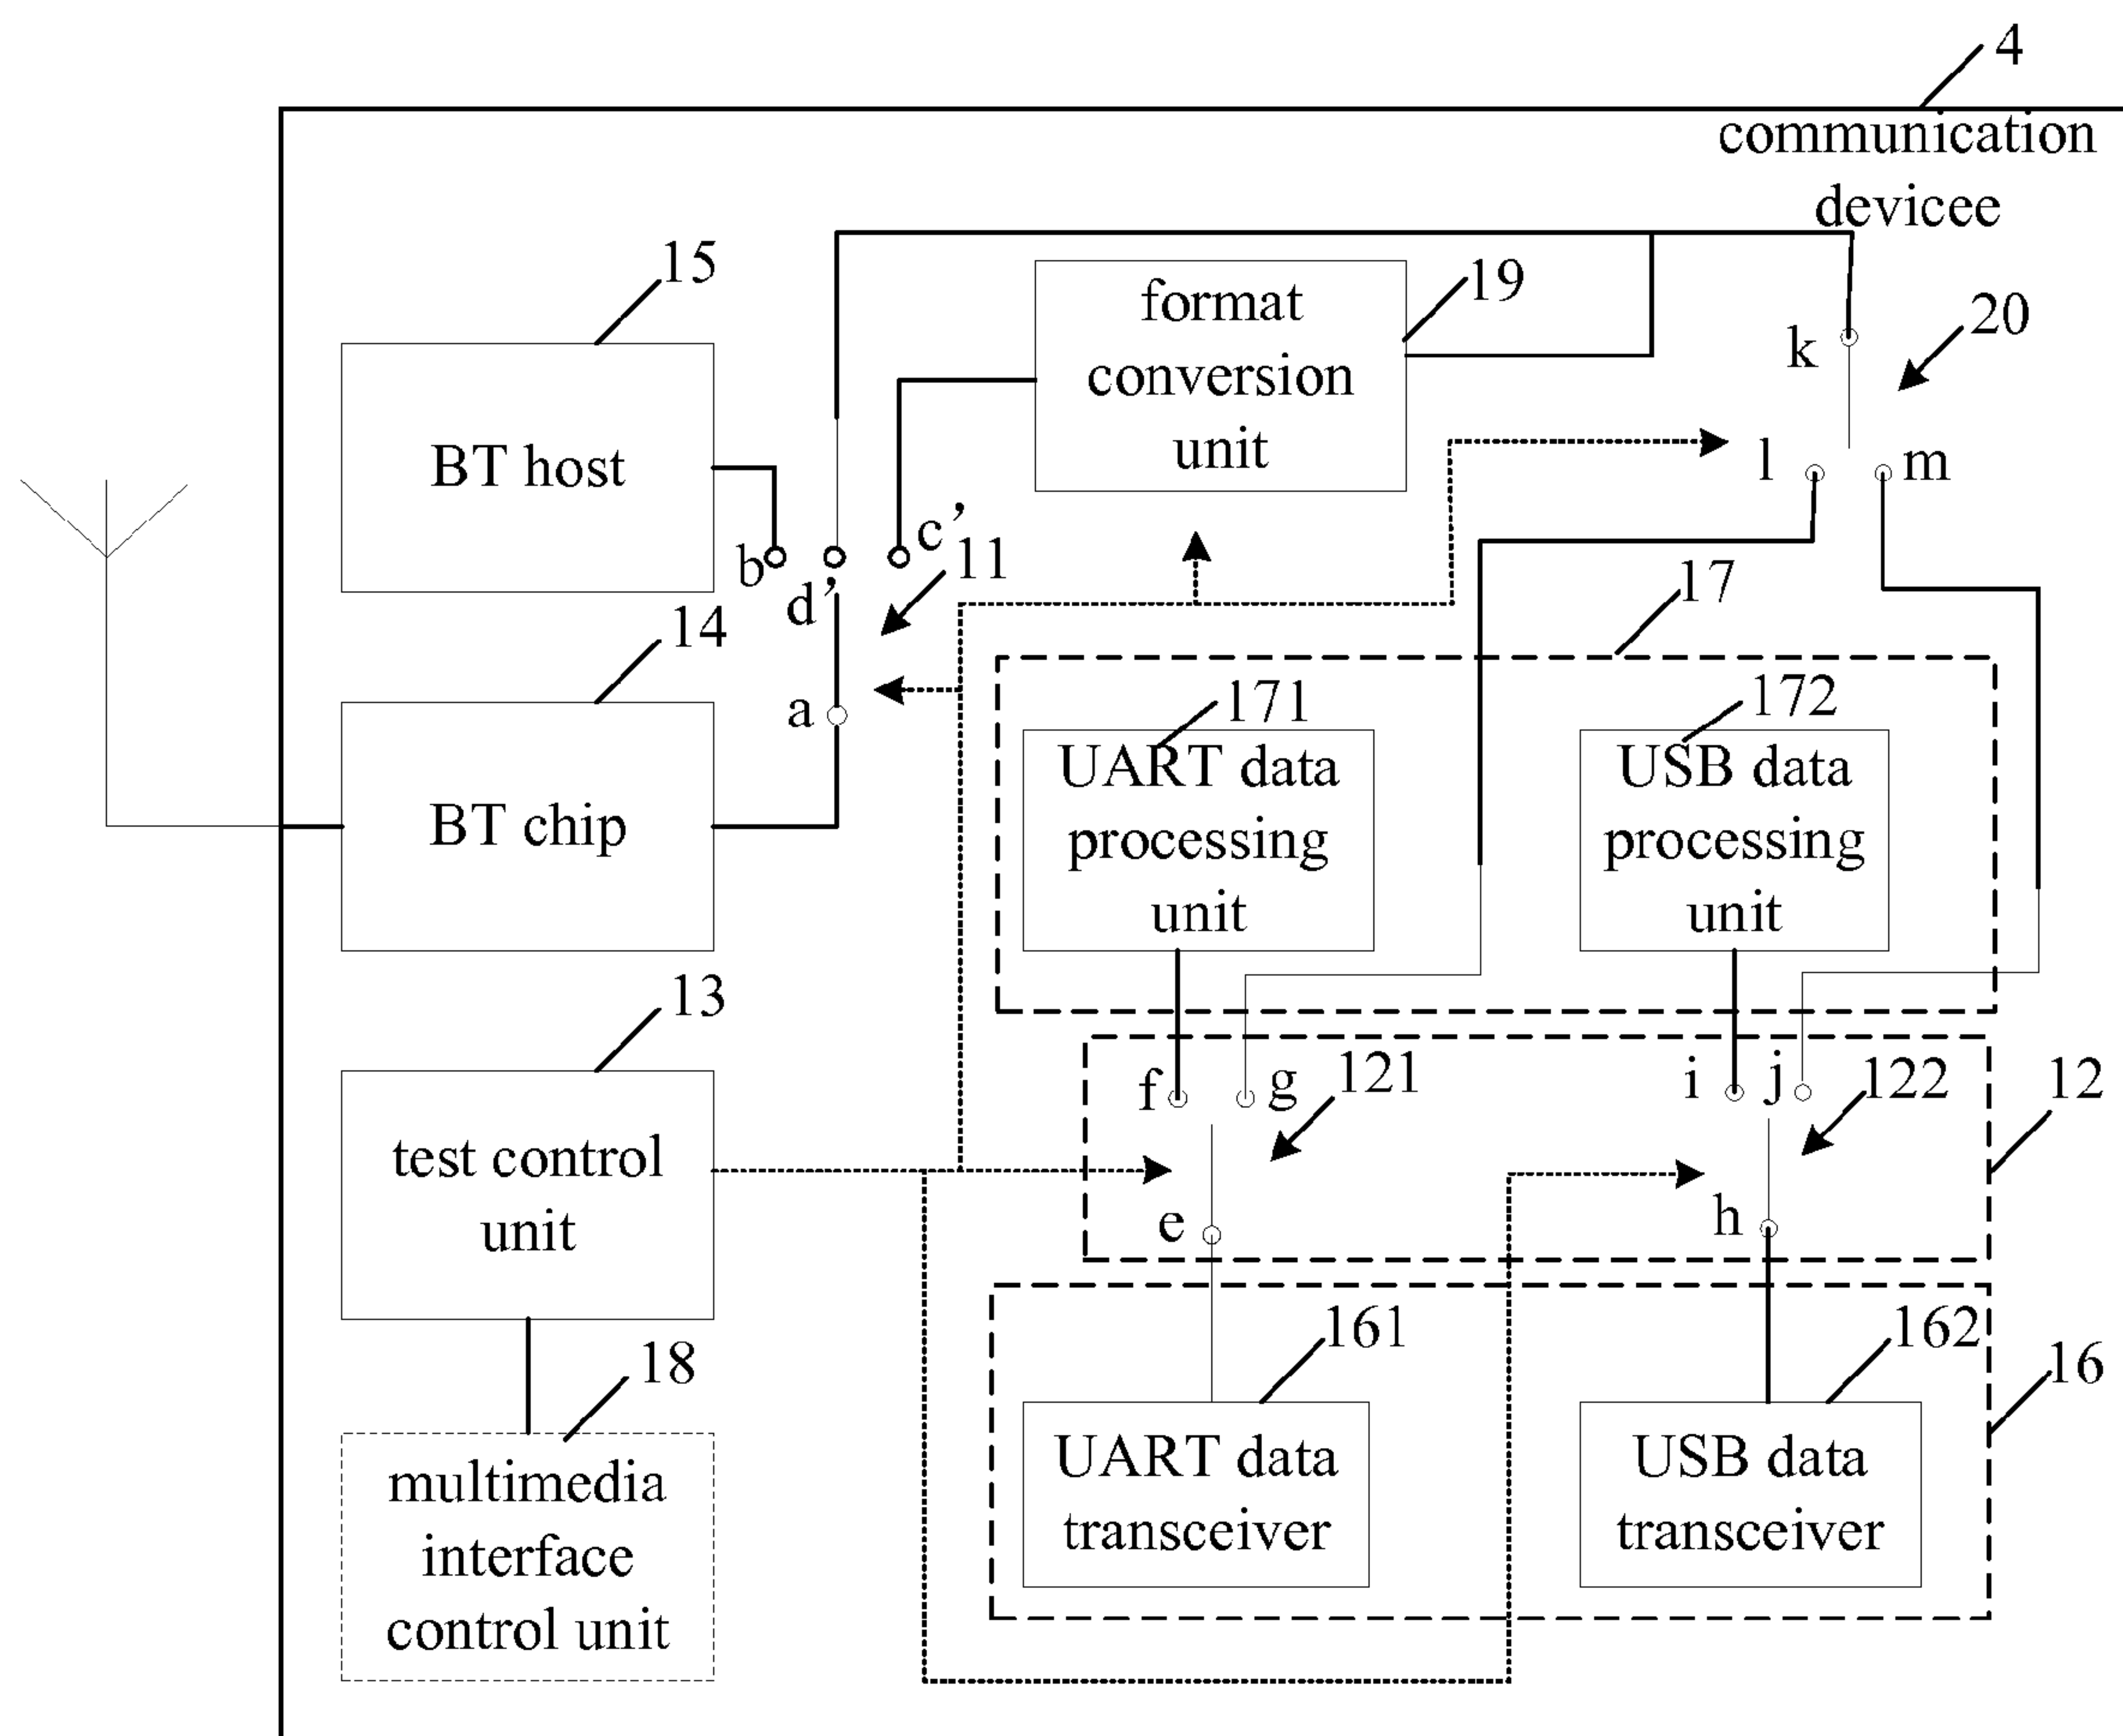 4
communication
devicee
15
19
20
format
conversion
unit
k
BT host
l
m
b
d’
c’
11
17
14
a
171
172
BT chip
UART data
processing
unit
USB data
processing
unit
13
f
g
121
i
j
122
12
test control
unit
e
h
18
161
162
16
multimedia
interface
control unit
UART data
transceiver
USB data
transceiver